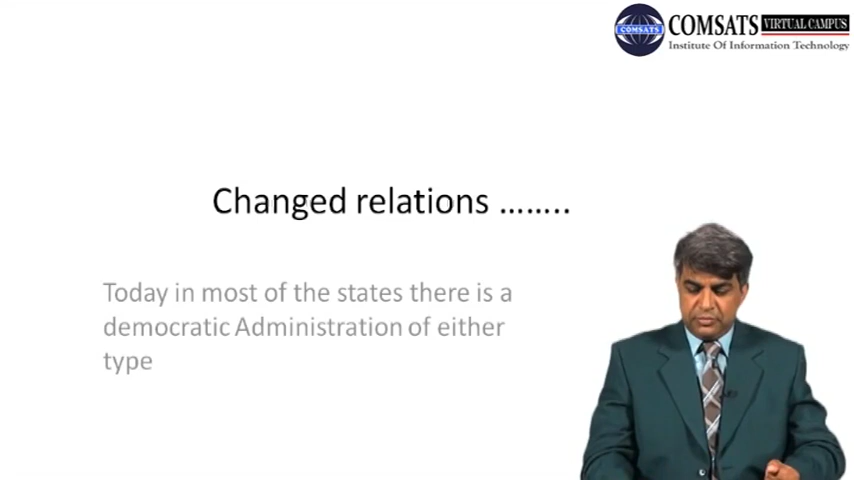 COMSATS VIRTUAL CAMPUS
Institute Of Information Technology
COMSATS
Changed relations ........
Today in most of the states there is a
democratic Administration of either
type